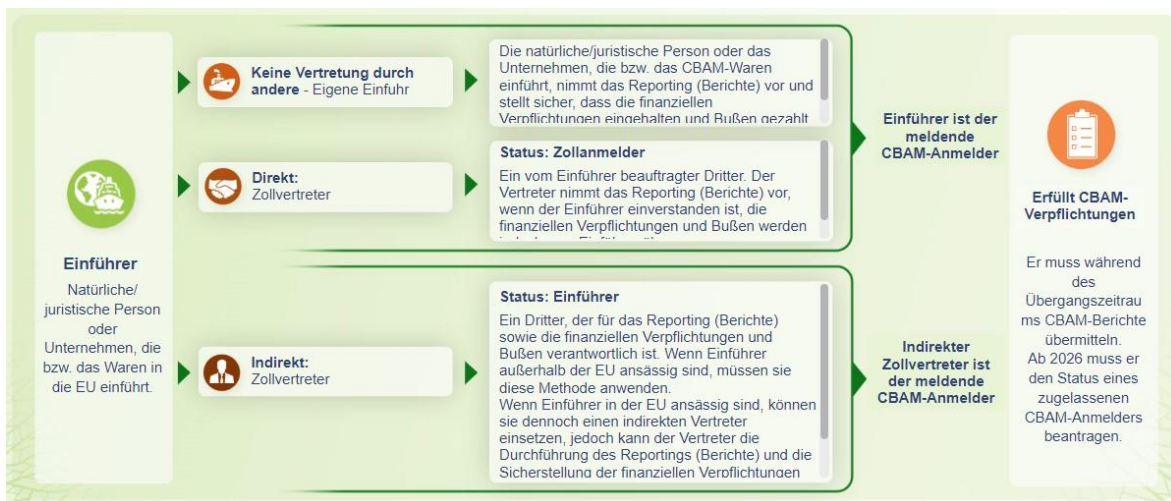 Einführer
Natürliche/
juristische Person
oder
Unternehmen, die
bzw. das Waren in
die EU einführt.
Keine Vertretung durch
andere - Eigene Einfuhr
Die natürliche/juristische Person oder das
Unternehmen, die bzw. das CBAM-Waren
einführt, nimmt das Reporting (Berichte) vor und
stellt sicher, dass die finanziellen
Verpflichtungen eingehalten und Bußen gezahlt
Direkt:
Zollvertreter
Status: Zollanmelder
Ein vom Einführer beauftragter Dritter. Der
Vertreter nimmt das Reporting (Berichte) vor,
wenn der Einführer einverstanden ist, die
finanziellen Verpflichtungen und Bußen werden
Einführer ist der
meldende
CBAM-Anmelder
Indirekt:
Zollvertreter
Status: Einführer
Ein Dritter, der für das Reporting (Berichte)
sowie die finanziellen Verpflichtungen und
Bußen verantwortlich ist. Wenn Einführer
außerhalb der EU ansässig sind, müssen sie
diese Methode anwenden.
Wenn Einführer in der EU ansässig sind, können
sie dennoch einen indirekten Vertreter
einsetzen, jedoch kann der Vertreter die
Durchführung des Reportings (Berichte) und die
Sicherstellung der finanziellen Verpflichtungen
Indirekter
Zollvertreter ist
der meldende
CBAM-Anmelder
Erfüllt CBAM-
Verpflichtungen
Er muss während
des
Übergangszeitrau
ms CBAM-Berichte
übermitteln.
Ab 2026 muss er
den Status eines
zugelassenen
CBAM-Anmelders
beantragen.